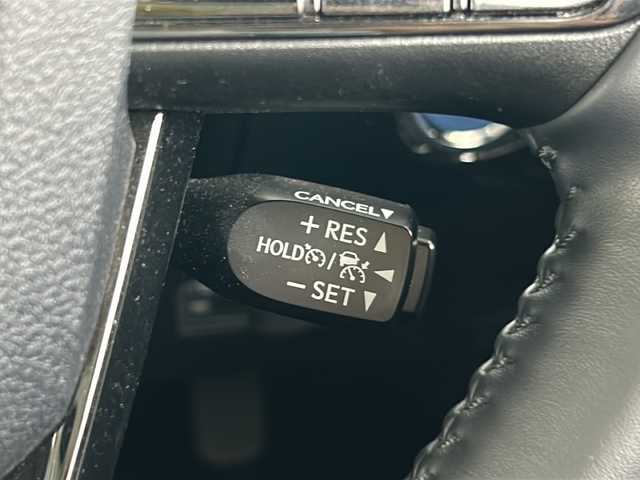 CANCEL▼
+ RES ▲
HOLD / ◀
− SET ▼